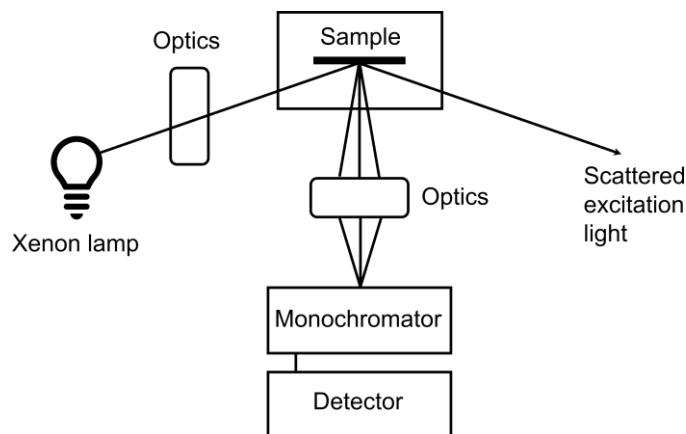 Sample
Optics
Xenon lamp
Scattered
excitation
light
Optics
Monochromator
Detector